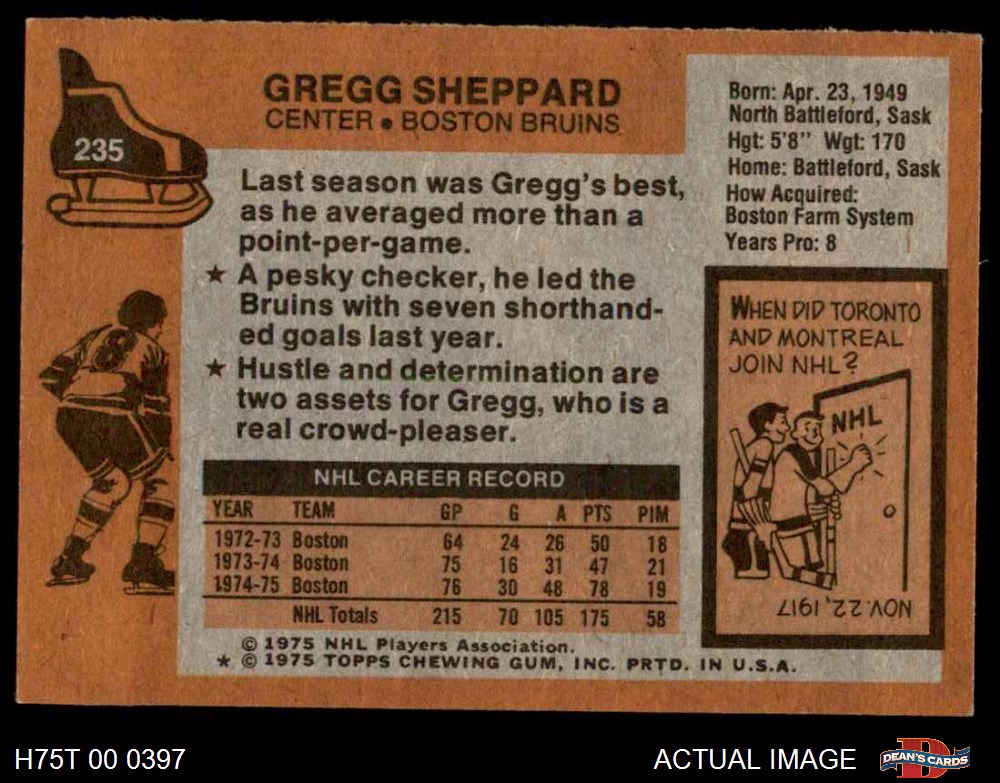 235
GREGG SHEPPARD
CENTER • BOSTON BRUINS
Born: Apr. 23, 1949
North Battleford, Sask
Hgt: 5'8" Wgt: 170
Home: Battleford, Sask
How Acquired:
Boston Farm System
Years Pro: 8
Last season was Gregg's best,
as he averaged more than a
point-per-game.
★ A pesky checker, he led the
Bruins with seven shorthand-
ed goals last year.
★ Hustle and determination are
two assets for Gregg, who is a
real crowd-pleaser.
8
NHL CAREER RECORD
YEAR TEAM GP G A PTS PIM
1972-73 Boston 64 24 26 50 18
1973-74 Boston 75 16 31 47 21
1974-75 Boston 76 30 48 78 19
NHL Totals 215 70 105 175 58
WHEN DID TORONTO
AND MONTREAL
JOIN NHL?
NHL
NOV. 22, 1917
© 1975 NHL Players Association.
★ © 1975 TOPPS CHEWING GUM, INC. PRTD. IN U.S.A.
H75T 00 0397
ACTUAL IMAGE
D
DEAN'S CARDS